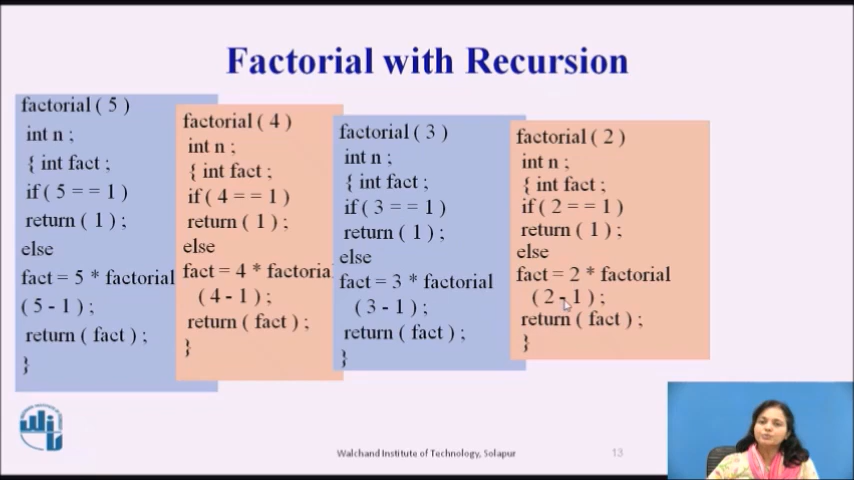 Factorial with Recursion
factorial ( 5 )
int n ;
{ int fact ;
if ( 5 = = 1 )
return ( 1 ) ;
else
fact = 5 * factorial
( 5 - 1 ) ;
return ( fact ) ;
}
factorial ( 4 )
int n ;
{ int fact ;
if ( 4 = = 1 )
return ( 1 ) ;
else
fact = 4 * factoria
( 4 - 1 ) ;
return ( fact ) ;
}
factorial ( 3 )
int n ;
{ int fact ;
if ( 3 = = 1 )
return ( 1 ) ;
else
fact = 3 * factorial
( 3 - 1 ) ;
return ( fact ) ;
}
factorial ( 2 )
int n ;
{ int fact ;
if ( 2 = = 1 )
return ( 1 ) ;
else
fact = 2 * factorial
( 2 - 1 ) ;
return ( fact ) ;
}
Walchand Institute of Technology, Solapur
13